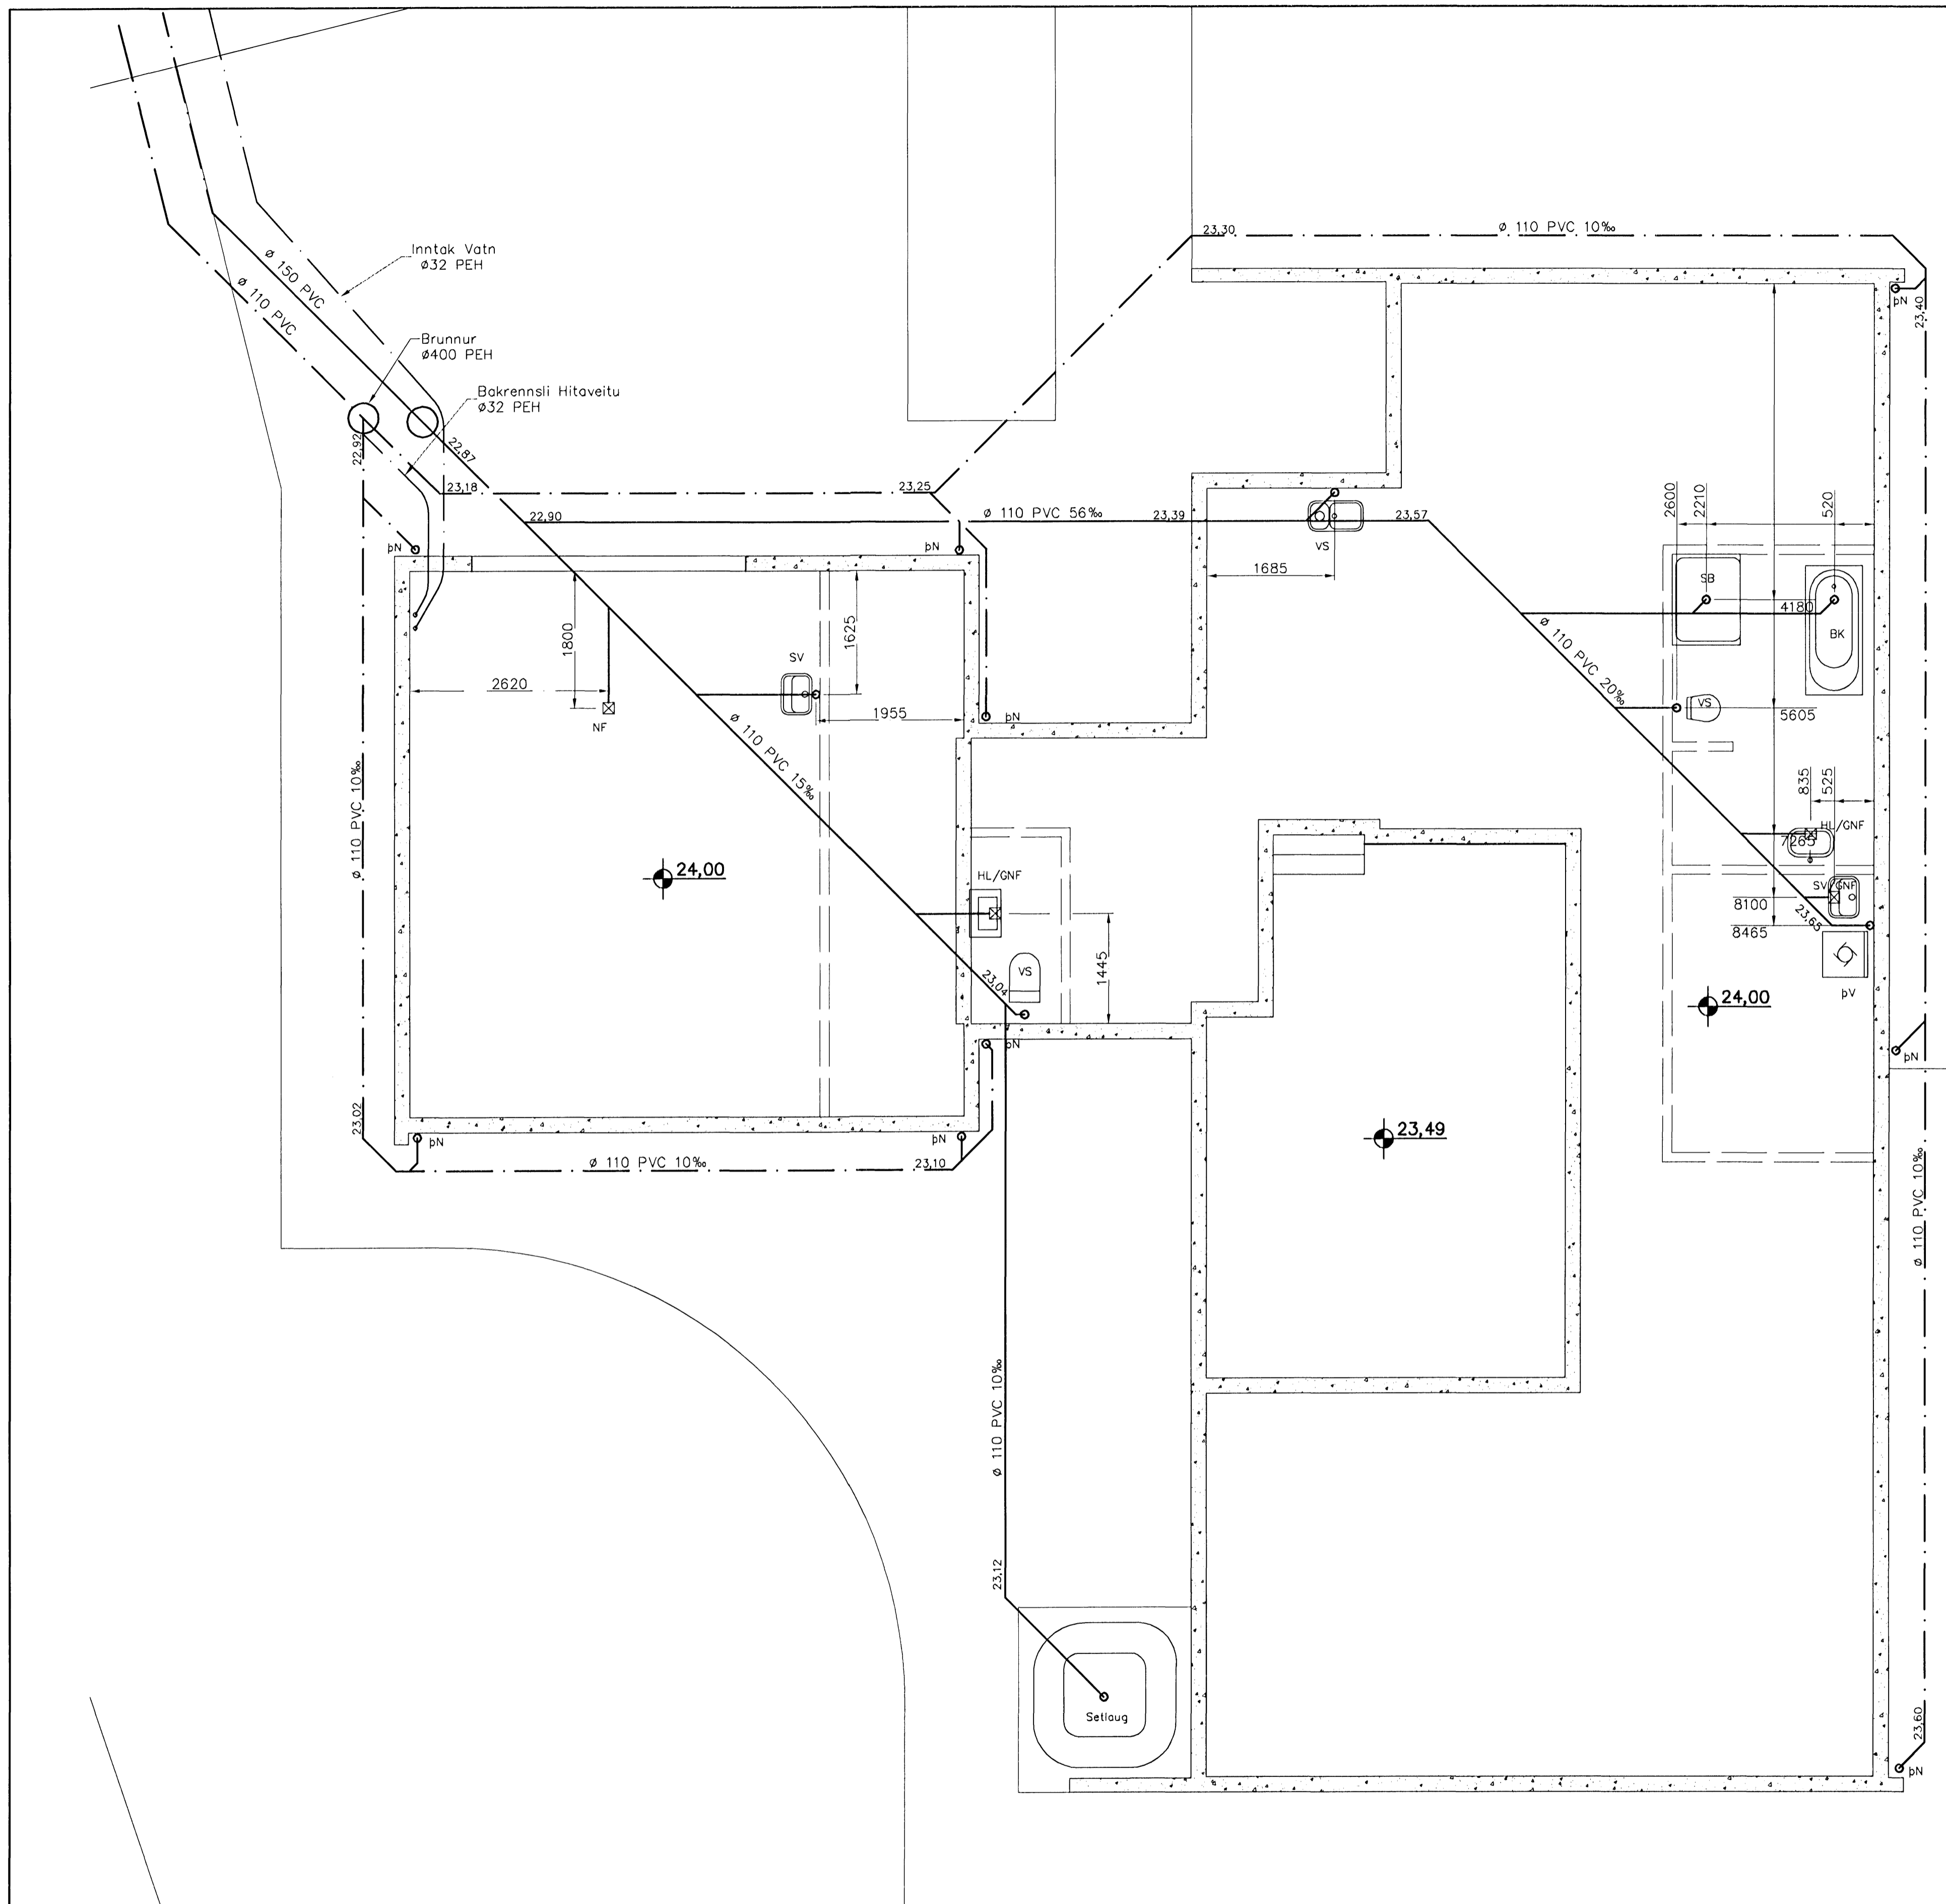 23,30
ø 110 PVC 10‰
Inntak Vatn
ø32 PEH
ø 150 PVC
ø 110 PVC
þN
23,40
Brunnur
ø400 PEH
Bakrennsli Hitaveitu
ø32 PEH
22,92
22,87
23,18
23,25
22,90
ø 110 PVC 56‰
23,39
23,57
2600
2210
520
þN
þN
VS
1685
SB
4180
BK
1800
1625
SV
2620
1955
NF
þN
ø 110 PVC 20‰
VS
5605
ø 110 PVC 15‰
ø 110 PVC 10‰
835
525
HL/GNF
7265
24,00
HL/GNF
SV/GNF
8100
23,65
8465
VS
23,04
1445
þV
24,00
þN
þN
23,02
þN
þN
23,49
ø 110 PVC 10‰
23,10
ø 110 PVC 10‰
ø 110 PVC 10‰
23,12
Setlaug
23,60
þN